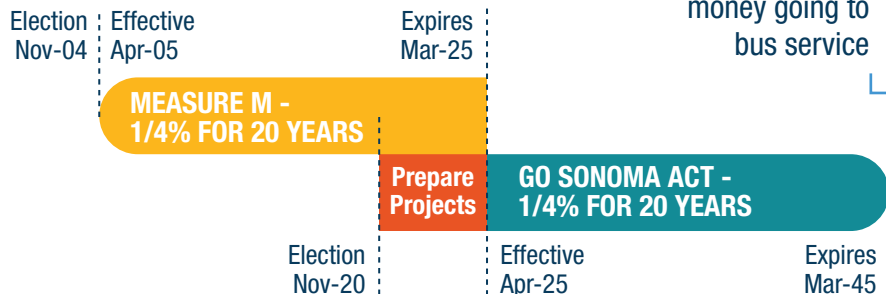 money going to
bus service
Election
Nov-04
Effective
Apr-05
Expires
Mar-25
MEASURE M -
1/4% FOR 20 YEARS
Prepare
Projects
GO SONOMA ACT -
1/4% FOR 20 YEARS
Election
Nov-20
Effective
Apr-25
Expires
Mar-45